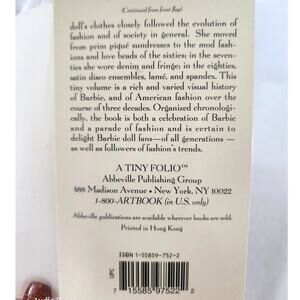 (Continued from front flap)
doll's clothes closely followed the evolution of
fashion and of society in general. She moved
from prim piqué sundresses to the mod fash-
ions and love beads of the sixties; in the seven-
ties she wore denim and fringe; in the eighties,
satin disco ensembles, lamé, and spandex. This
tiny volume is a rich and varied visual history
of Barbie, and of American fashion over the
course of three decades. Organized chronologi-
cally, the book is both a celebration of Barbie
and a parade of fashion and is certain to
delight Barbie doll fans—of all generations—
as well as followers of fashion's trends.
A TINY FOLIO™
Abbeville Publishing Group
488 Madison Avenue • New York, NY 10022
1-800-ARTBOOK (in U.S. only)
Abbeville publications are available wherever books are sold.
Printed in Hong Kong
ISBN 1-55859-752-2
UPC
7 15585 97522 2